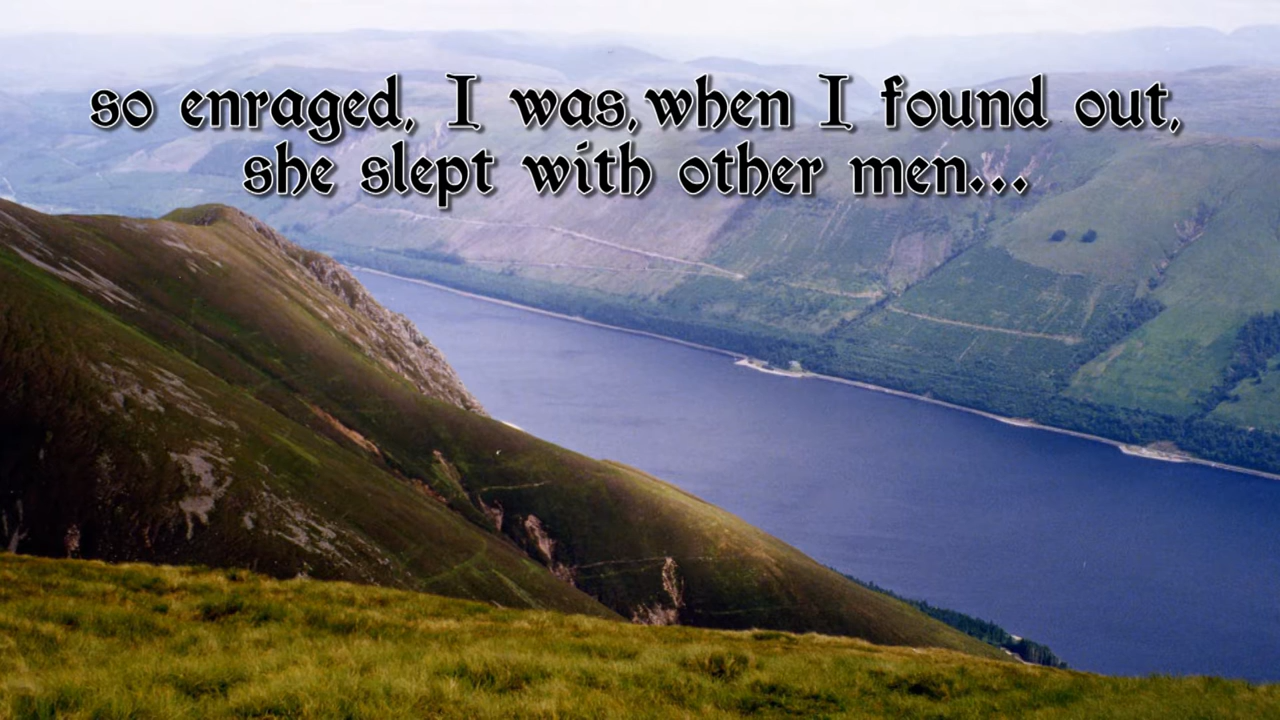 so enraged, I was, when I found out,
she slept with other men...